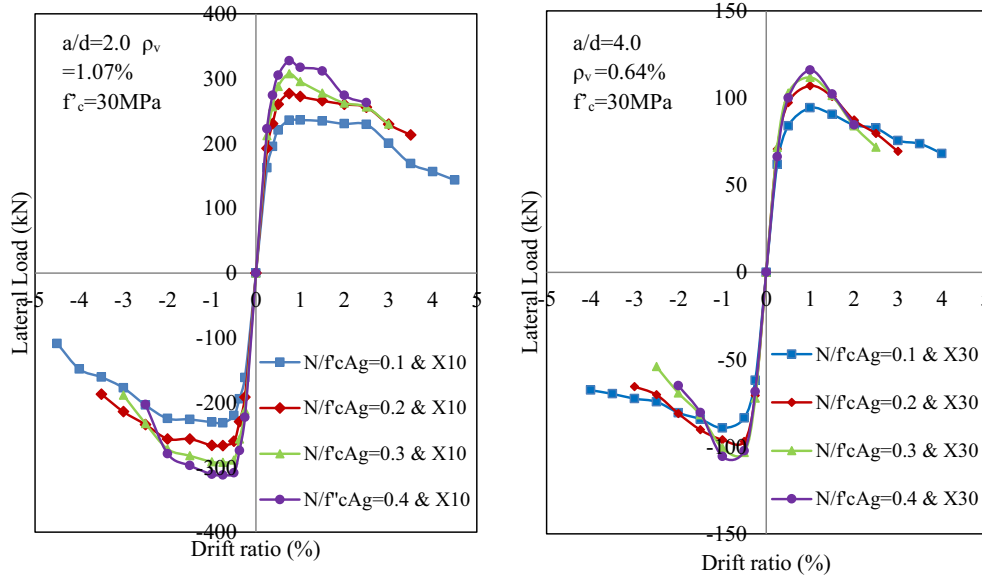 400
300
200
100
0
-100
-200
-300
-400
-5 -4 -3 -2 -1 0 1 2 3 4 5
Lateral Load (kN)
Drift ratio (%)
a/d=2.0 ρv
=1.07%
f'c=30MPa
N/f'cAg=0.1 & X10
N/f'cAg=0.2 & X10
N/f'cAg=0.3 & X10
N/f''cAg=0.4 & X10
150
100
50
0
-50
-100
-150
-5 -4 -3 -2 -1 0 1 2 3 4 5
Lateral Load (kN)
Drift ratio (%)
a/d=4.0
ρv=0.64%
f'c=30MPa
N/f'cAg=0.1 & X30
N/f'cAg=0.2 & X30
N/f'cAg=0.3 & X30
N/f'cAg=0.4 & X30